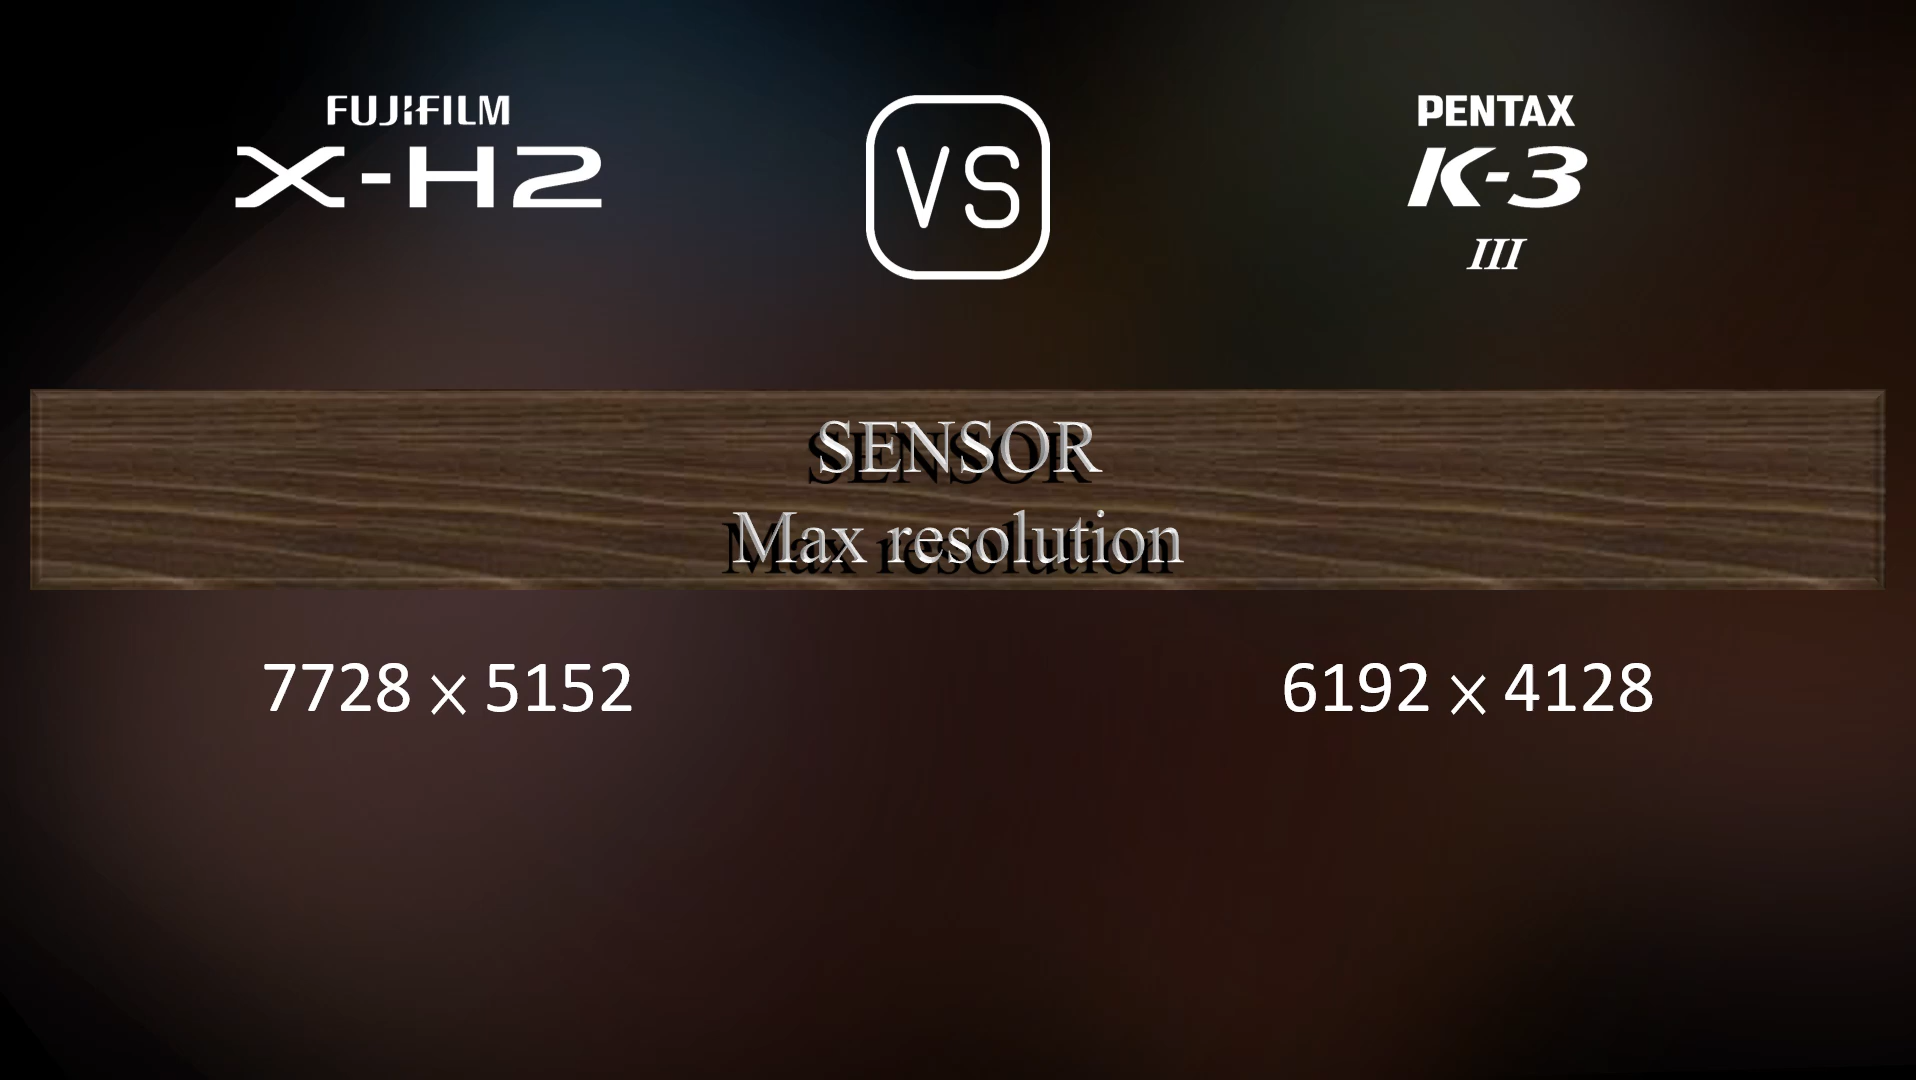 FUJIFILM
X-H2
VS
PENTAX
K-3
III
SENSOR
Max resolution
7728 x 5152
6192 x 4128